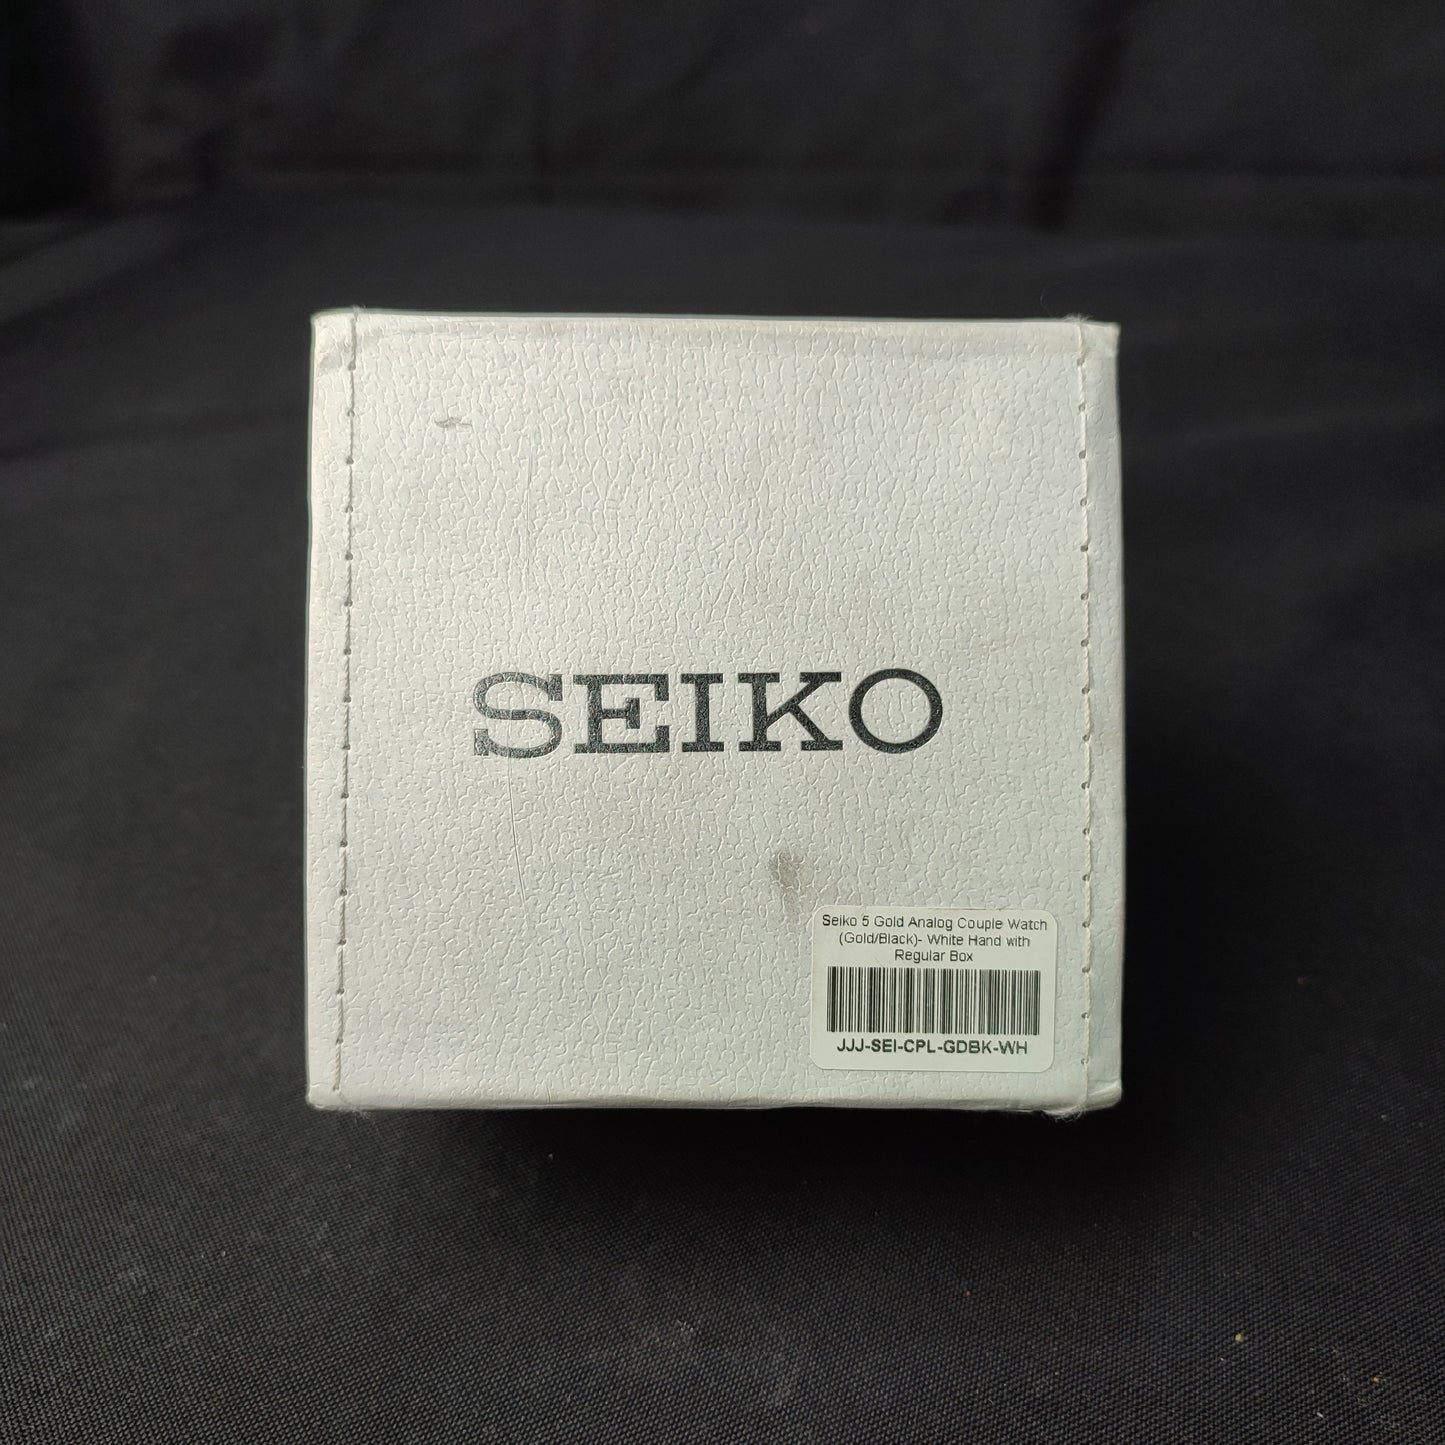 SEIKO
Seiko 5 Gold Analog Couple Watch
(Gold/Black)- White Hand with
Regular Box
JJJ-SEI-CPL-GDBK-WH